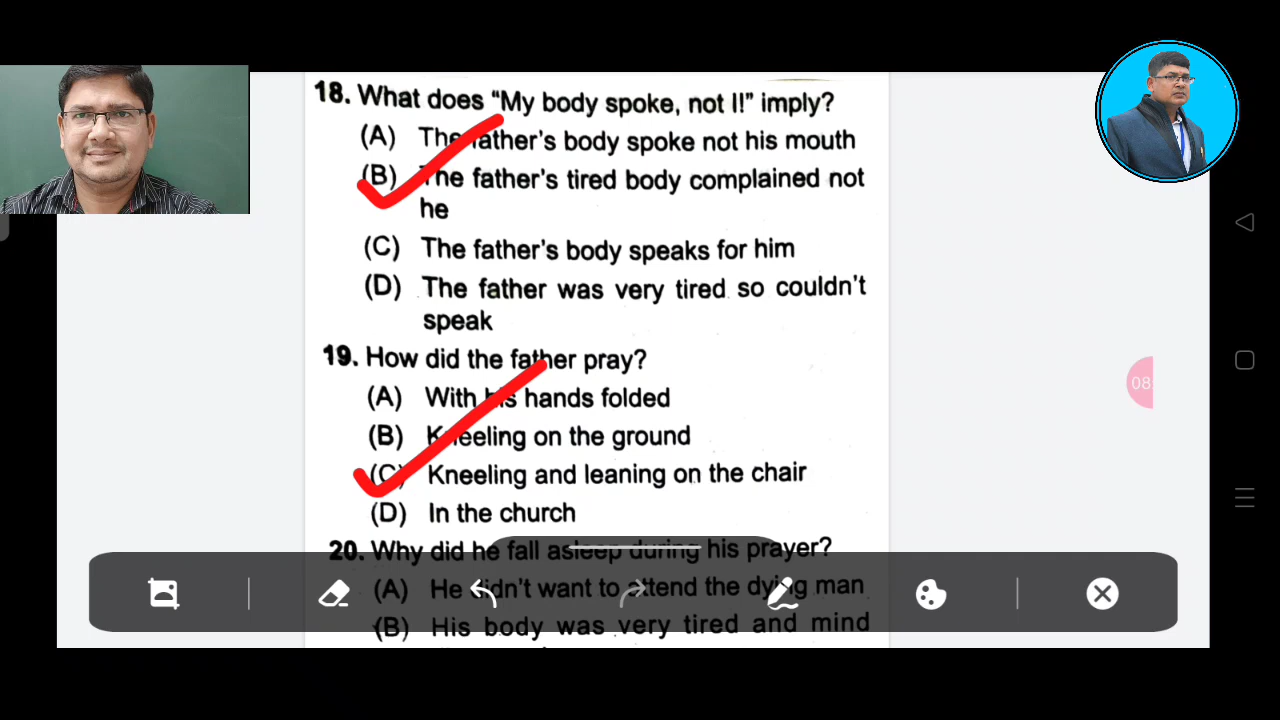 18. What does “My body spoke, not I!” imply?
(A) The father's body spoke not his mouth
(B) The father's tired body complained not
he
(C) The father's body speaks for him
(D) The father was very tired so couldn't
speak
19. How did the father pray?
(A) With his hands folded
(B) Kneeling on the ground
(C) Kneeling and leaning on the chair
(D) In the church
20. Why did he fall asleep during his prayer?
(A) He didn't want to attend the dying man
(B) His body was very tired and mind